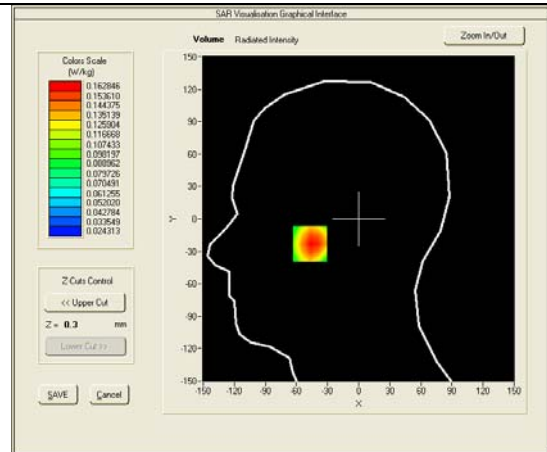 SAR Visualisation Graphical Interface
Volume Radiated Intensity
Zoom In/Out
Colors Scale
(W/kg)
0.162846
0.153610
0.144375
0.135139
0.125904
0.116668
0.107433
0.098197
0.088962
0.079726
0.070491
0.061255
0.052020
0.042784
0.033549
0.024313
Z Cuts Control
<< Upper Cut
Z = 0.3 mm
Lower Cut >>
SAVE Cancel
150
120
90
60
30
0
-30
-60
-90
-120
-150
Y
-150 -120 -90 -60 -30 0 30 60 90 120 150
X